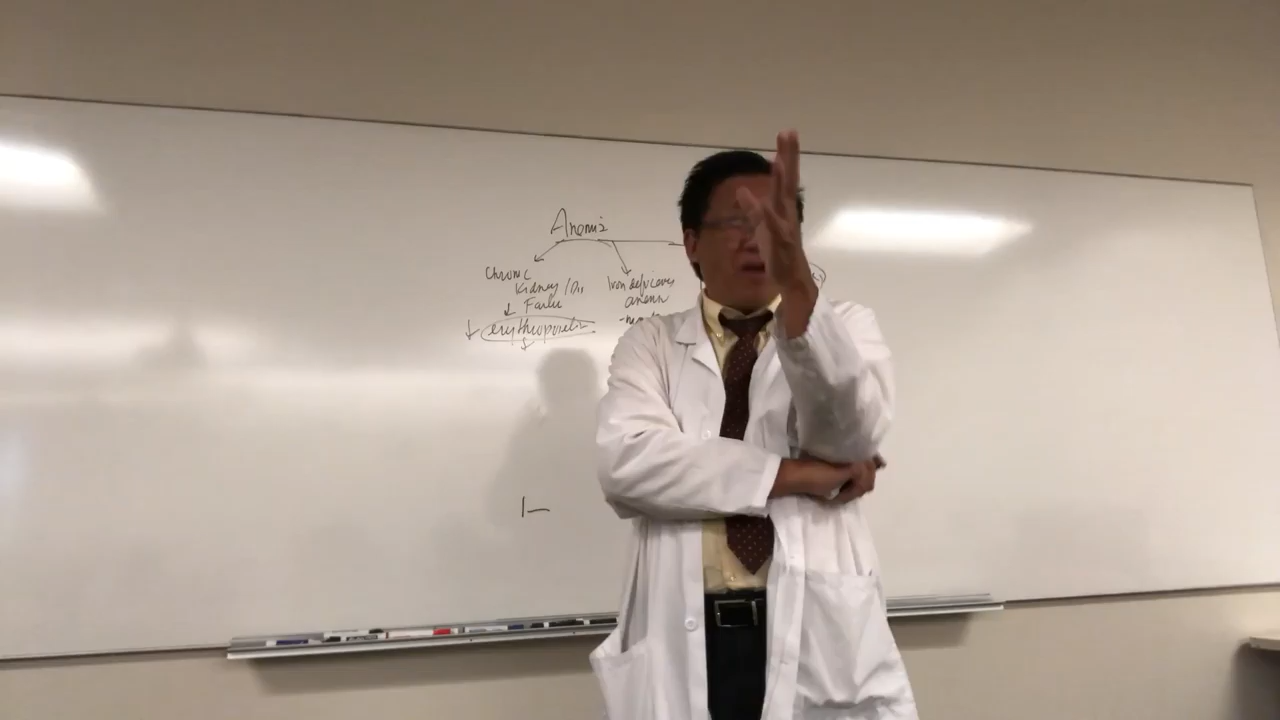 Anemia
Chronic
Kidney / Dis
↓ Failure
↓ erythropoietin
↓
Iron deficiency
anemia